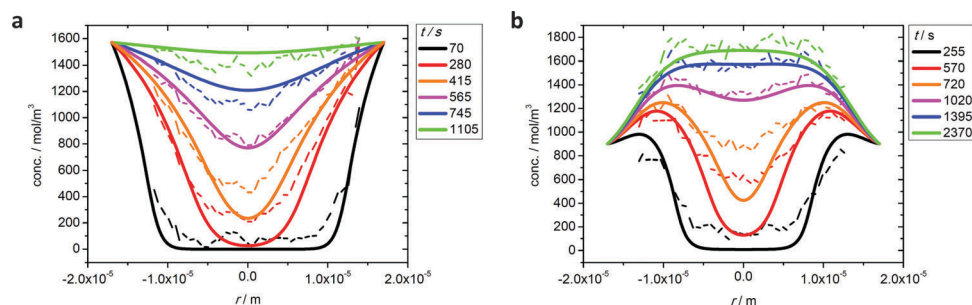 a
t / s
70
280
415
565
745
1105
conc. / mol/m³
1600
1400
1200
1000
800
600
400
200
0
-2.0x10⁻⁵
-1.0x10⁻⁵
0.0
1.0x10⁻⁵
2.0x10⁻⁵
r / m
b
t / s
255
570
720
1020
1395
2370
conc. / mol/m³
1800
1600
1400
1200
1000
800
600
400
200
0
-2.0x10⁻⁵
-1.0x10⁻⁵
0.0
1.0x10⁻⁵
2.0x10⁻⁵
r / m